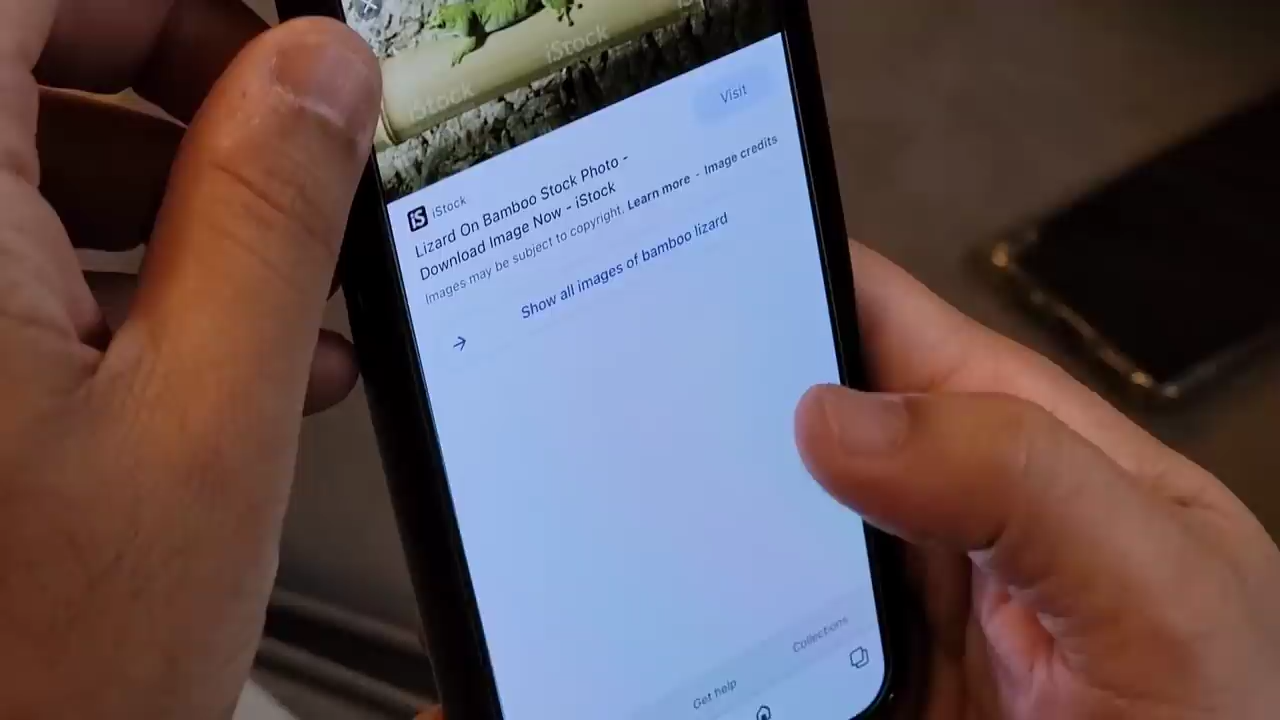 iStock
iStock
Visit
iS iStock
Lizard On Bamboo Stock Photo -
Download Image Now - iStock
Images may be subject to copyright. Learn more - Image credits
Show all images of bamboo lizard
Get help
Collections